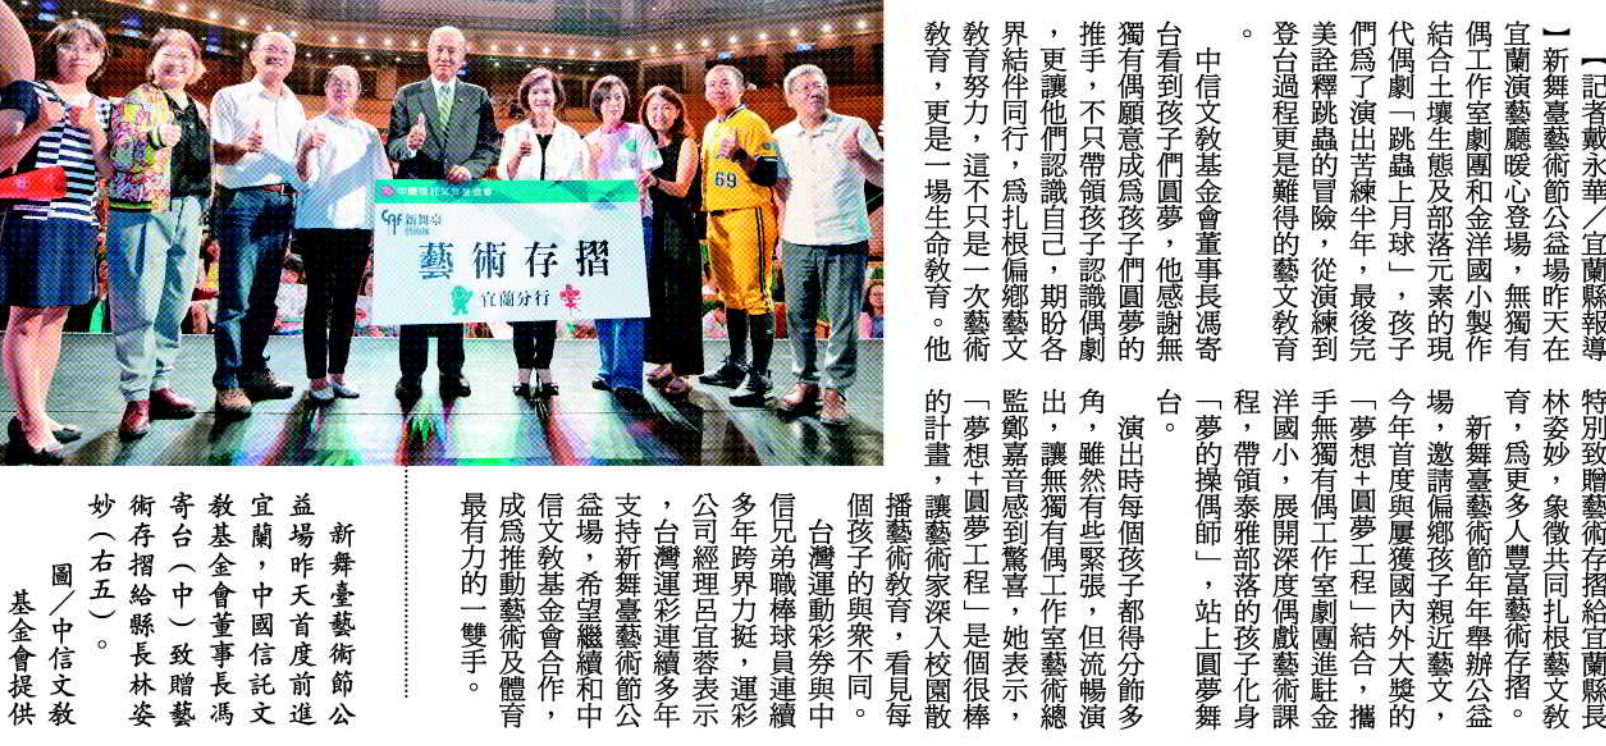 【記者戴永華／宜蘭縣報導
】新舞臺藝術節公益場昨天在
宜蘭演藝廳暖心登場，無獨有
偶工作室劇團和金洋國小製作
結合土壤生態及部落元素的現
代偶劇「跳蟲上月球」，孩子
們為了演出苦練半年，最後完
美詮釋跳蟲的冒險，從演練到
登台過程更是難得的藝文教育
。
中信文教基金會董事長馮寄
台看到孩子們圓夢，他感謝無
獨有偶願意成為孩子們圓夢的
推手，不只帶領孩子認識偶劇
，更讓他們認識自己，期盼各
界結伴同行，為扎根偏鄉藝文
教育努力，這不只是一次藝術
教育，更是一場生命教育。他
特別致贈藝術存摺給宜蘭縣長
林姿妙，象徵共同扎根藝文教
育，為更多人豐富藝術存摺。
新舞臺藝術節年年舉辦公益
場，邀請偏鄉孩子親近藝文，
今年首度與屢獲國內外大獎的
「夢想+圓夢工程」結合，攜
手無獨有偶工作室劇團進駐金
洋國小，展開深度偶戲藝術課
程，帶領泰雅部落的孩子化身
「夢的操偶師」，站上圓夢舞
台。
演出時每個孩子都得分飾多
角，雖然有些緊張，但流暢演
出，讓無獨有偶工作室藝術總
監鄭嘉音感到驚喜，她表示，
「夢想+圓夢工程」是個很棒
的計畫，讓藝術家深入校園散
播藝術教育，看見每
個孩子的與眾不同。
台灣運動彩券與中
信兄弟職棒球員連續
多年跨界力挺，運彩
公司經理呂宜蓉表示
，台灣運彩連續多年
支持新舞臺藝術節公
益場，希望繼續和中
信文教基金會合作，
成為推動藝術及體育
最有力的一雙手。
中國信託文教基金會
新舞臺
藝術節
藝術存摺
宜蘭分行
69
新舞臺藝術節公
益場昨天首度前進
宜蘭，中國信託文
教基金會董事長馮
寄台（中）致贈藝
術存摺給縣長林姿
妙（右五）。
圖／中信文教
基金會提供